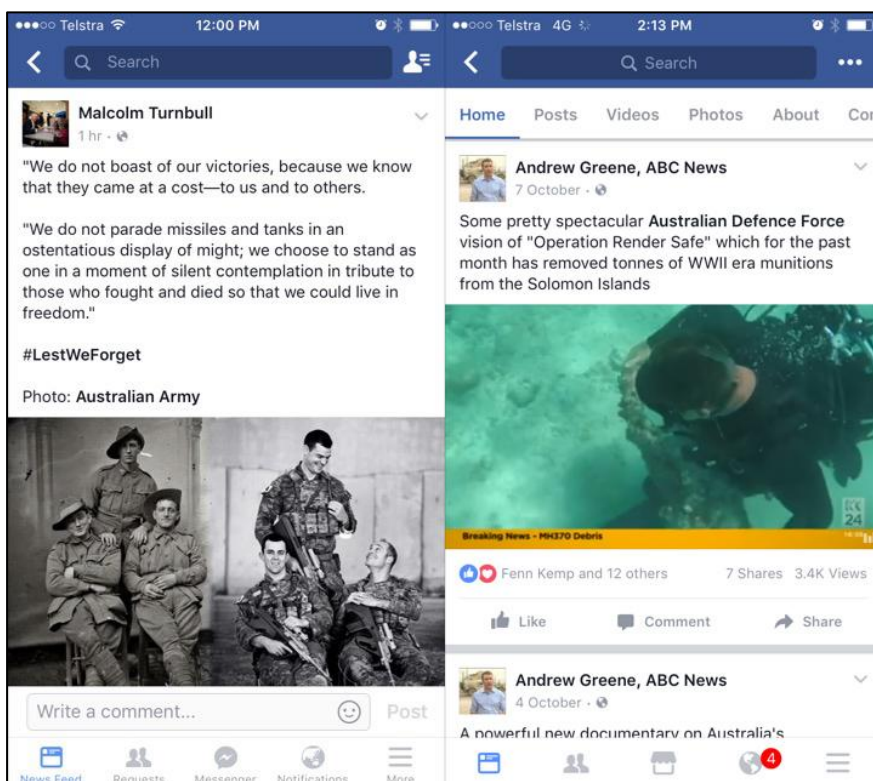 Telstra 12:00 PM
Search
Malcolm Turnbull
1 hr
"We do not boast of our victories, because we know
that they came at a cost—to us and to others.
"We do not parade missiles and tanks in an
ostentatious display of might; we choose to stand as
one in a moment of silent contemplation in tribute to
those who fought and died so that we could live in
freedom."
#LestWeForget
Photo: Australian Army
Write a comment... Post
News Feed Requests Messenger Notifications More
Telstra 4G 2:13 PM
Search
Home Posts Videos Photos About
Andrew Greene, ABC News
7 October
Some pretty spectacular Australian Defence Force
vision of "Operation Render Safe" which for the past
month has removed tonnes of WWII era munitions
from the Solomon Islands
24
Breaking News - MH370 Debris
Fenn Kemp and 12 others 7 Shares 3.4K Views
Like Comment Share
Andrew Greene, ABC News
4 October
A powerful new documentary on Australia's
4